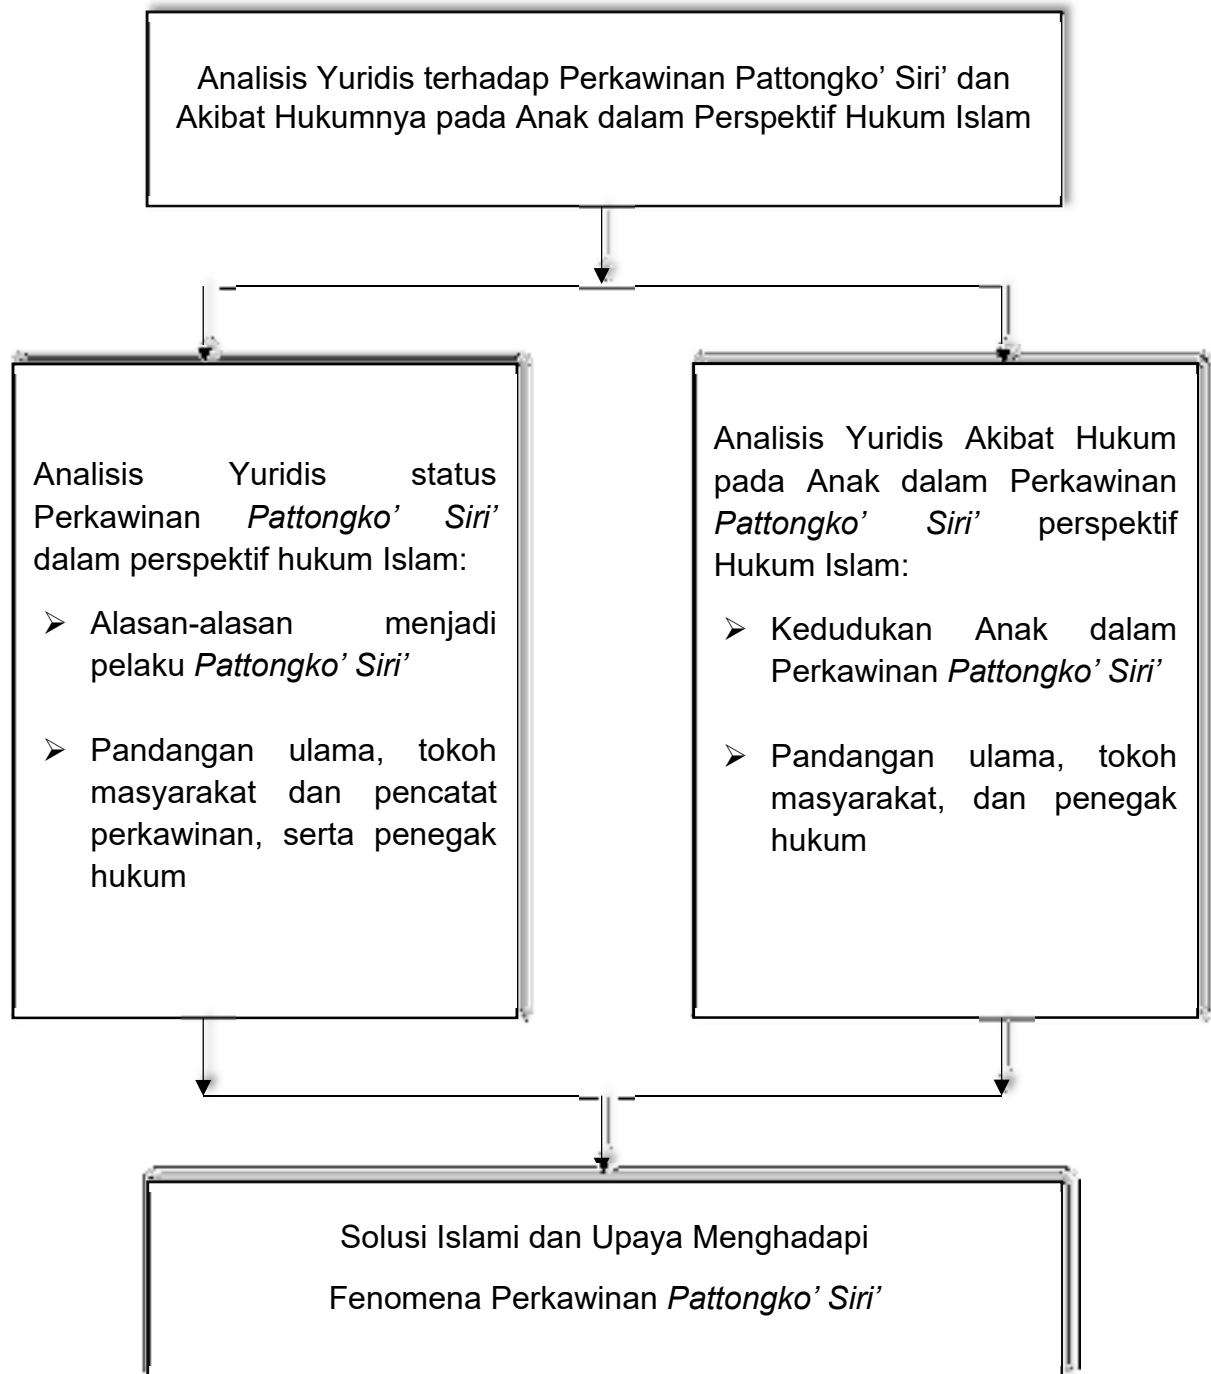 Analisis Yuridis terhadap Perkawinan Pattongko’ Siri’ dan
Akibat Hukumnya pada Anak dalam Perspektif Hukum Islam
Analisis Yuridis status
Perkawinan Pattongko’ Siri’
dalam perspektif hukum Islam:
➢ Alasan-alasan menjadi
pelaku Pattongko’ Siri’
➢ Pandangan ulama, tokoh
masyarakat dan pencatat
perkawinan, serta penegak
hukum
Analisis Yuridis Akibat Hukum
pada Anak dalam Perkawinan
Pattongko’ Siri’ perspektif
Hukum Islam:
➢ Kedudukan Anak dalam
Perkawinan Pattongko’ Siri’
➢ Pandangan ulama, tokoh
masyarakat, dan penegak
hukum
Solusi Islami dan Upaya Menghadapi
Fenomena Perkawinan Pattongko’ Siri’